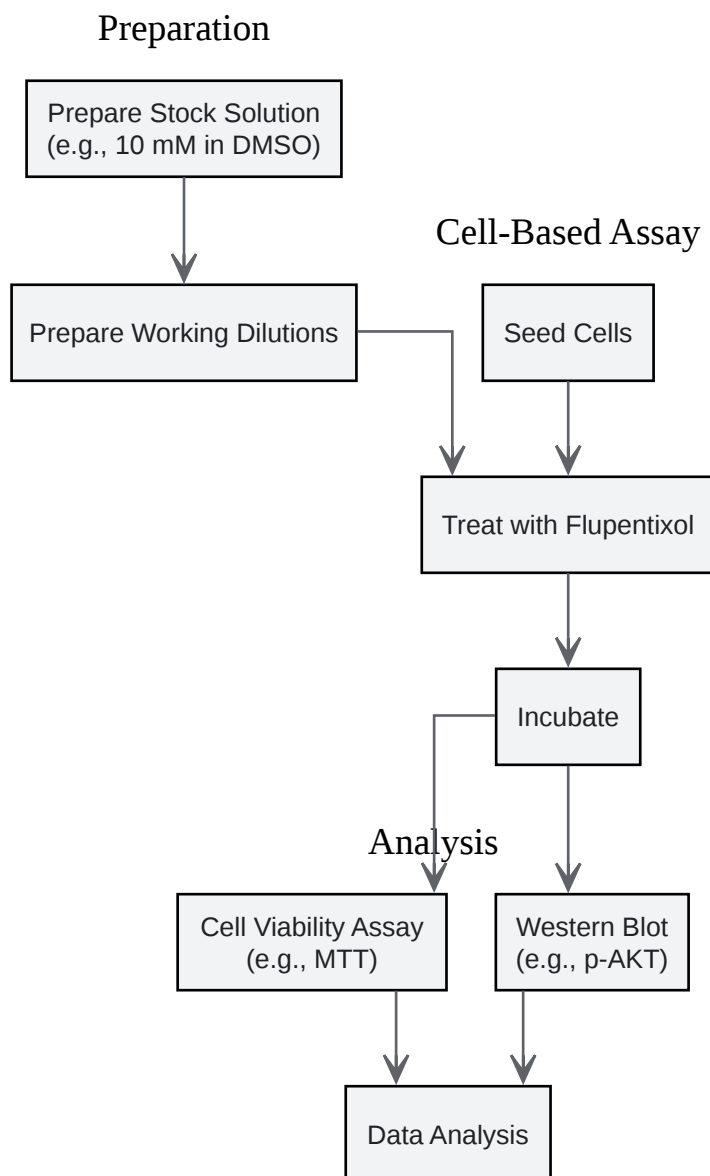 Preparation
Prepare Stock Solution
(e.g., 10 mM in DMSO)
Cell-Based Assay
Prepare Working Dilutions
Seed Cells
Treat with Flupentixol
Incubate
Analysis
Cell Viability Assay
(e.g., MTT)
Western Blot
(e.g., p-AKT)
Data Analysis